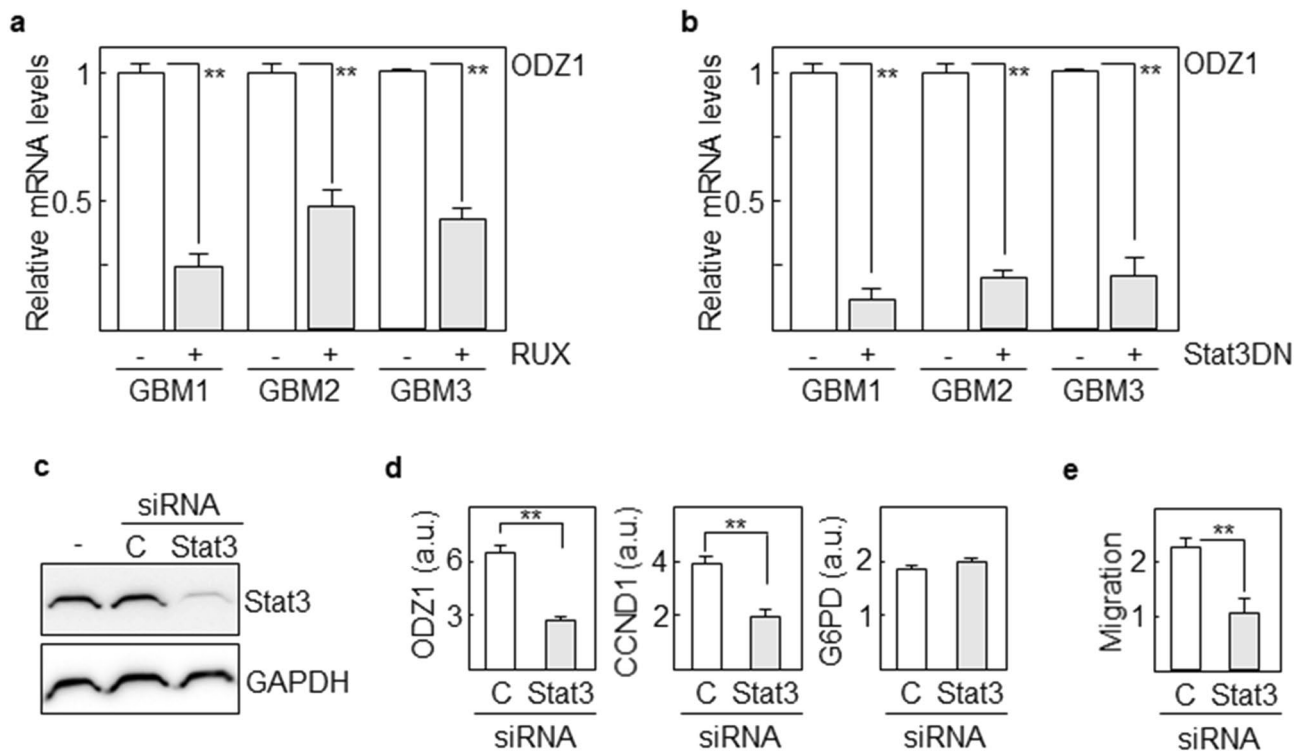 a
Relative mRNA levels
1
0.5
** ** **
ODZ1
- + - + - +
RUX
GBM1 GBM2 GBM3
b
Relative mRNA levels
1
0.5
** ** **
ODZ1
- + - + - +
Stat3DN
GBM1 GBM2 GBM3
c
siRNA
- C Stat3
Stat3
GAPDH
d
ODZ1 (a.u.)
6
3
**
C Stat3
siRNA
CCND1 (a.u.)
4
2
**
C Stat3
siRNA
G6PD (a.u.)
2
1
C Stat3
siRNA
e
Migration
2
1
**
C Stat3
siRNA